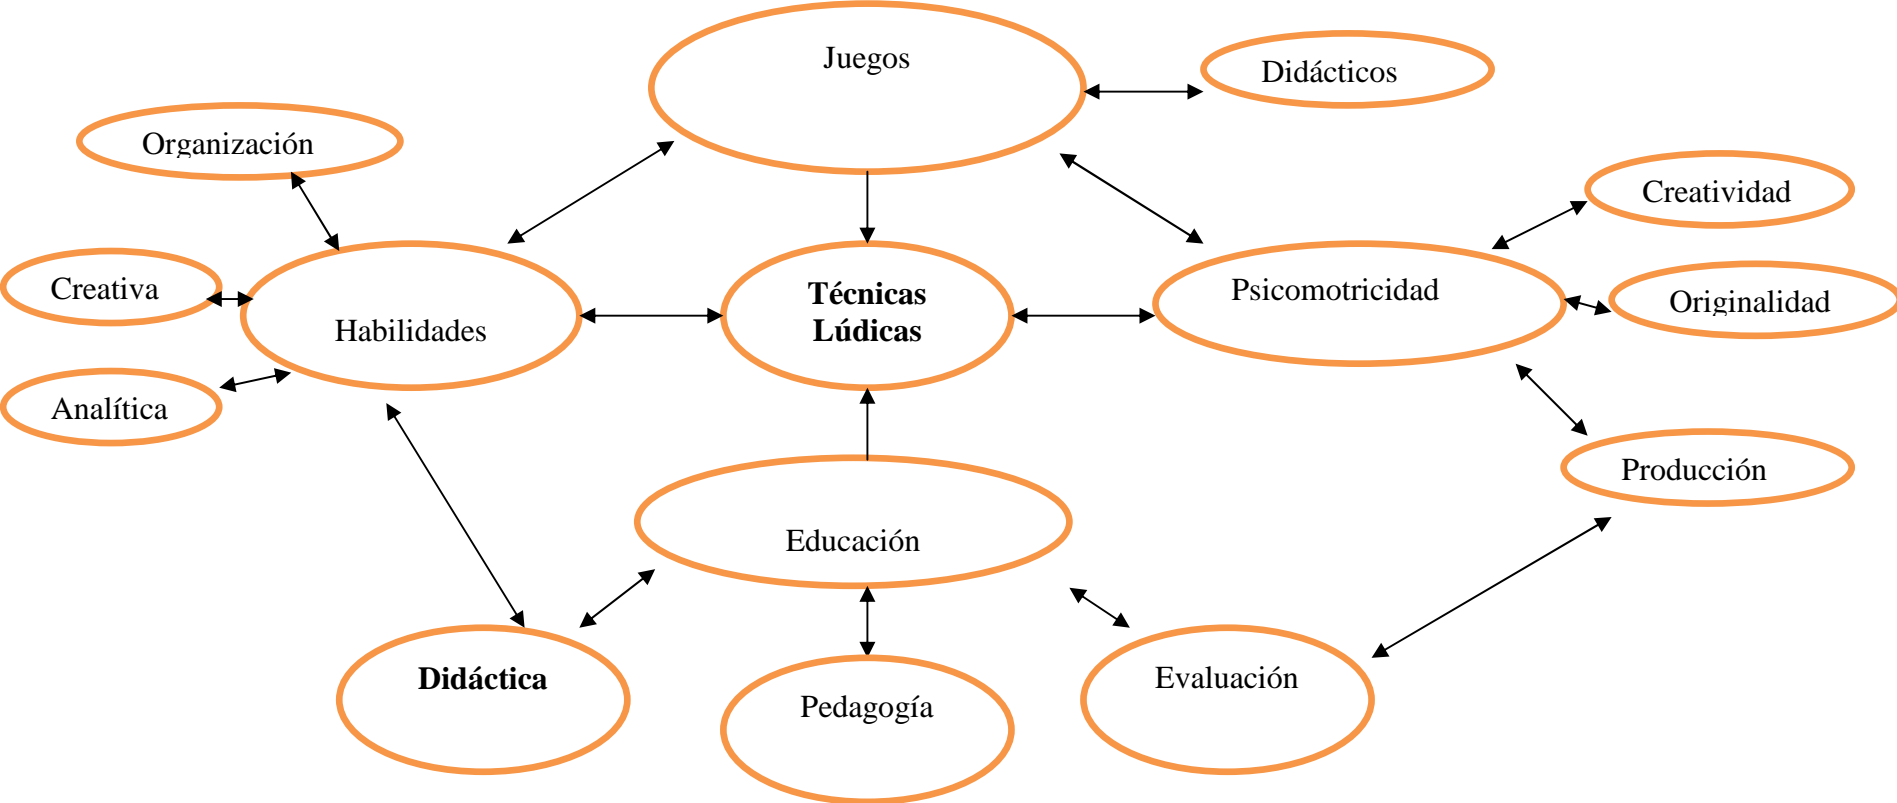 Juegos
Didácticos
Organización
Creatividad
Creativa
Habilidades
Técnicas
Lúdicas
Psicomotricidad
Originalidad
Analítica
Producción
Educación
Didáctica
Pedagogía
Evaluación